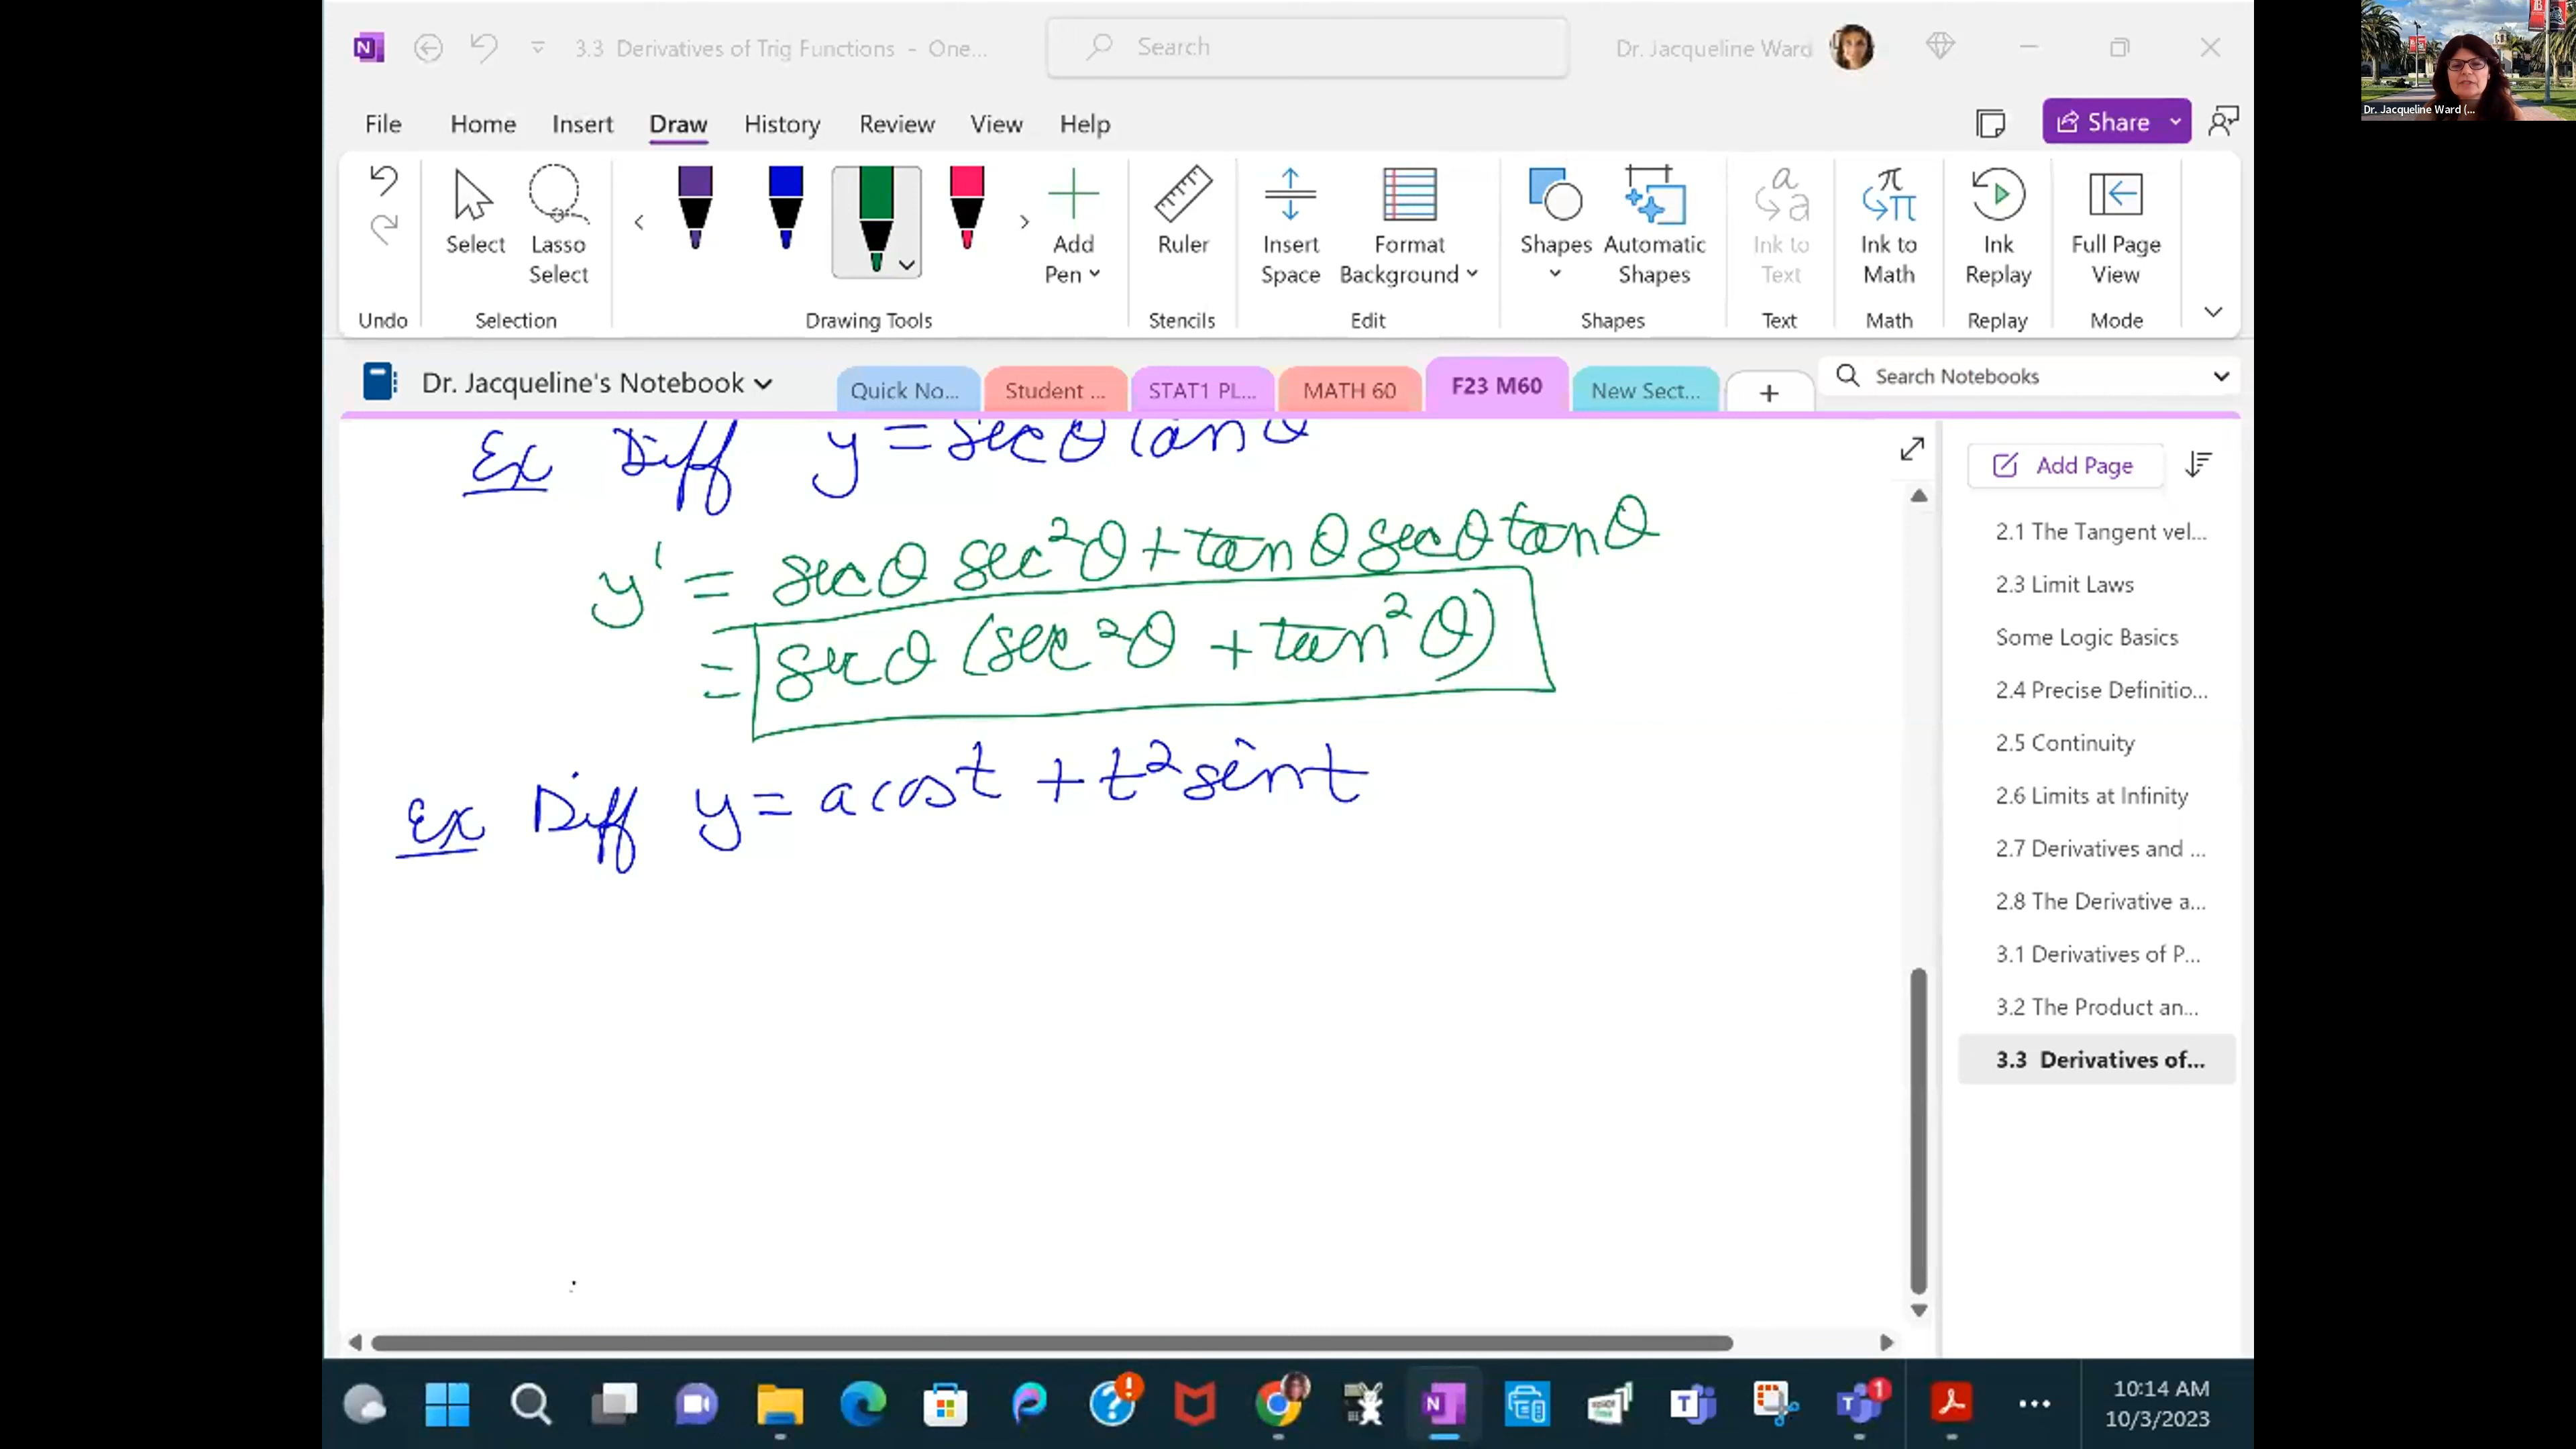 3.3 Derivatives of Trig Functions - One...
Search
Dr. Jacqueline Ward
Dr. Jacqueline Ward (...
File Home Insert Draw History Review View Help
Share
Select
Lasso Select
Add Pen
Ruler
Insert Space
Format Background
Shapes
Automatic Shapes
Ink to Text
Ink to Math
Ink Replay
Full Page View
Undo Selection Drawing Tools Stencils Edit Shapes Text Math Replay Mode
Dr. Jacqueline's Notebook
Quick No... Student ... STAT1 PL... MATH 60 F23 M60 New Sect... +
Search Notebooks
Ex Diff y = secθ tanθ
y' = secθ sec²θ + tanθ secθ tanθ
= secθ (sec²θ + tan²θ)
Ex Diff y = a cos t + t² sin t
Add Page
2.1 The Tangent vel...
2.3 Limit Laws
Some Logic Basics
2.4 Precise Definitio...
2.5 Continuity
2.6 Limits at Infinity
2.7 Derivatives and ...
2.8 The Derivative a...
3.1 Derivatives of P...
3.2 The Product an...
3.3 Derivatives of...
10:14 AM
10/3/2023